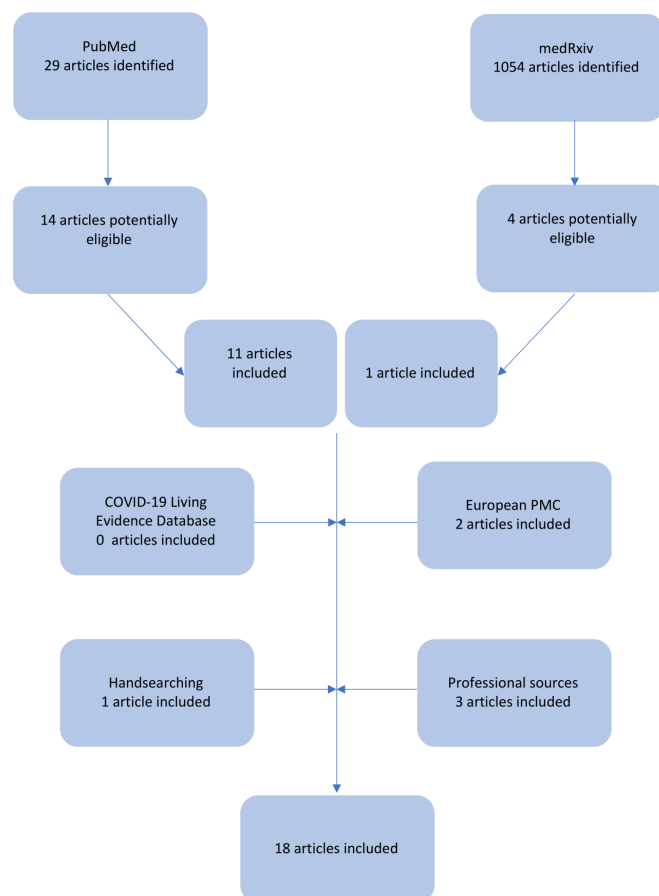 PubMed
29 articles identified
medRxiv
1054 articles identified
14 articles potentially
eligible
4 articles potentially
eligible
11 articles
included
1 article included
COVID-19 Living
Evidence Database
0 articles included
European PMC
2 articles included
Handsearching
1 article included
Professional sources
3 articles included
18 articles included